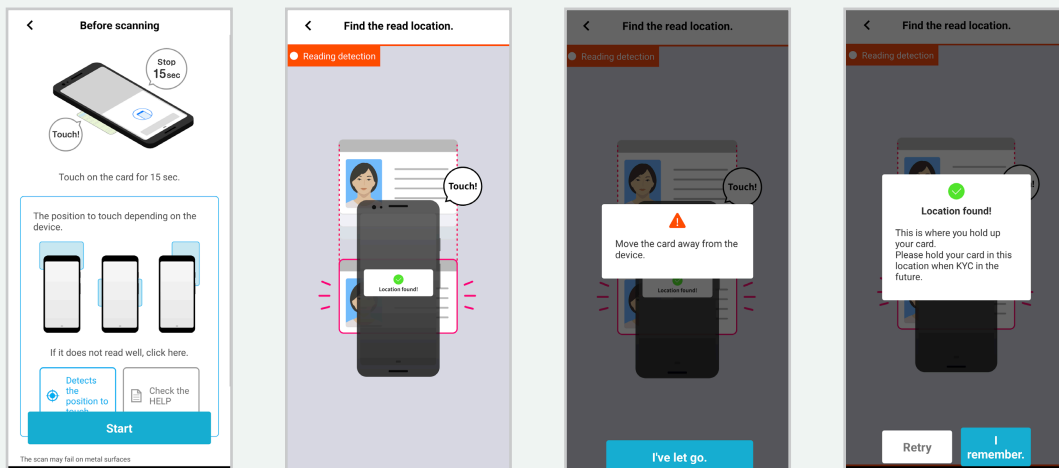 Before scanning
Stop
15 sec
Touch!
Touch on the card for 15 sec.
The position to touch depending on the
device.
If it does not read well, click here.
Detects
the
position to
touch
Check the
HELP
Start
The scan may fail on metal surfaces
Find the read location.
Reading detection
Touch!
Location found!
Find the read location.
Reading detection
Touch!
Move the card away from the
device.
Location found!
I've let go.
Find the read location.
Reading detection
Location found!
This is where you hold up
your card.
Please hold your card in this
location when KYC in the
future.
Retry
I
remember.